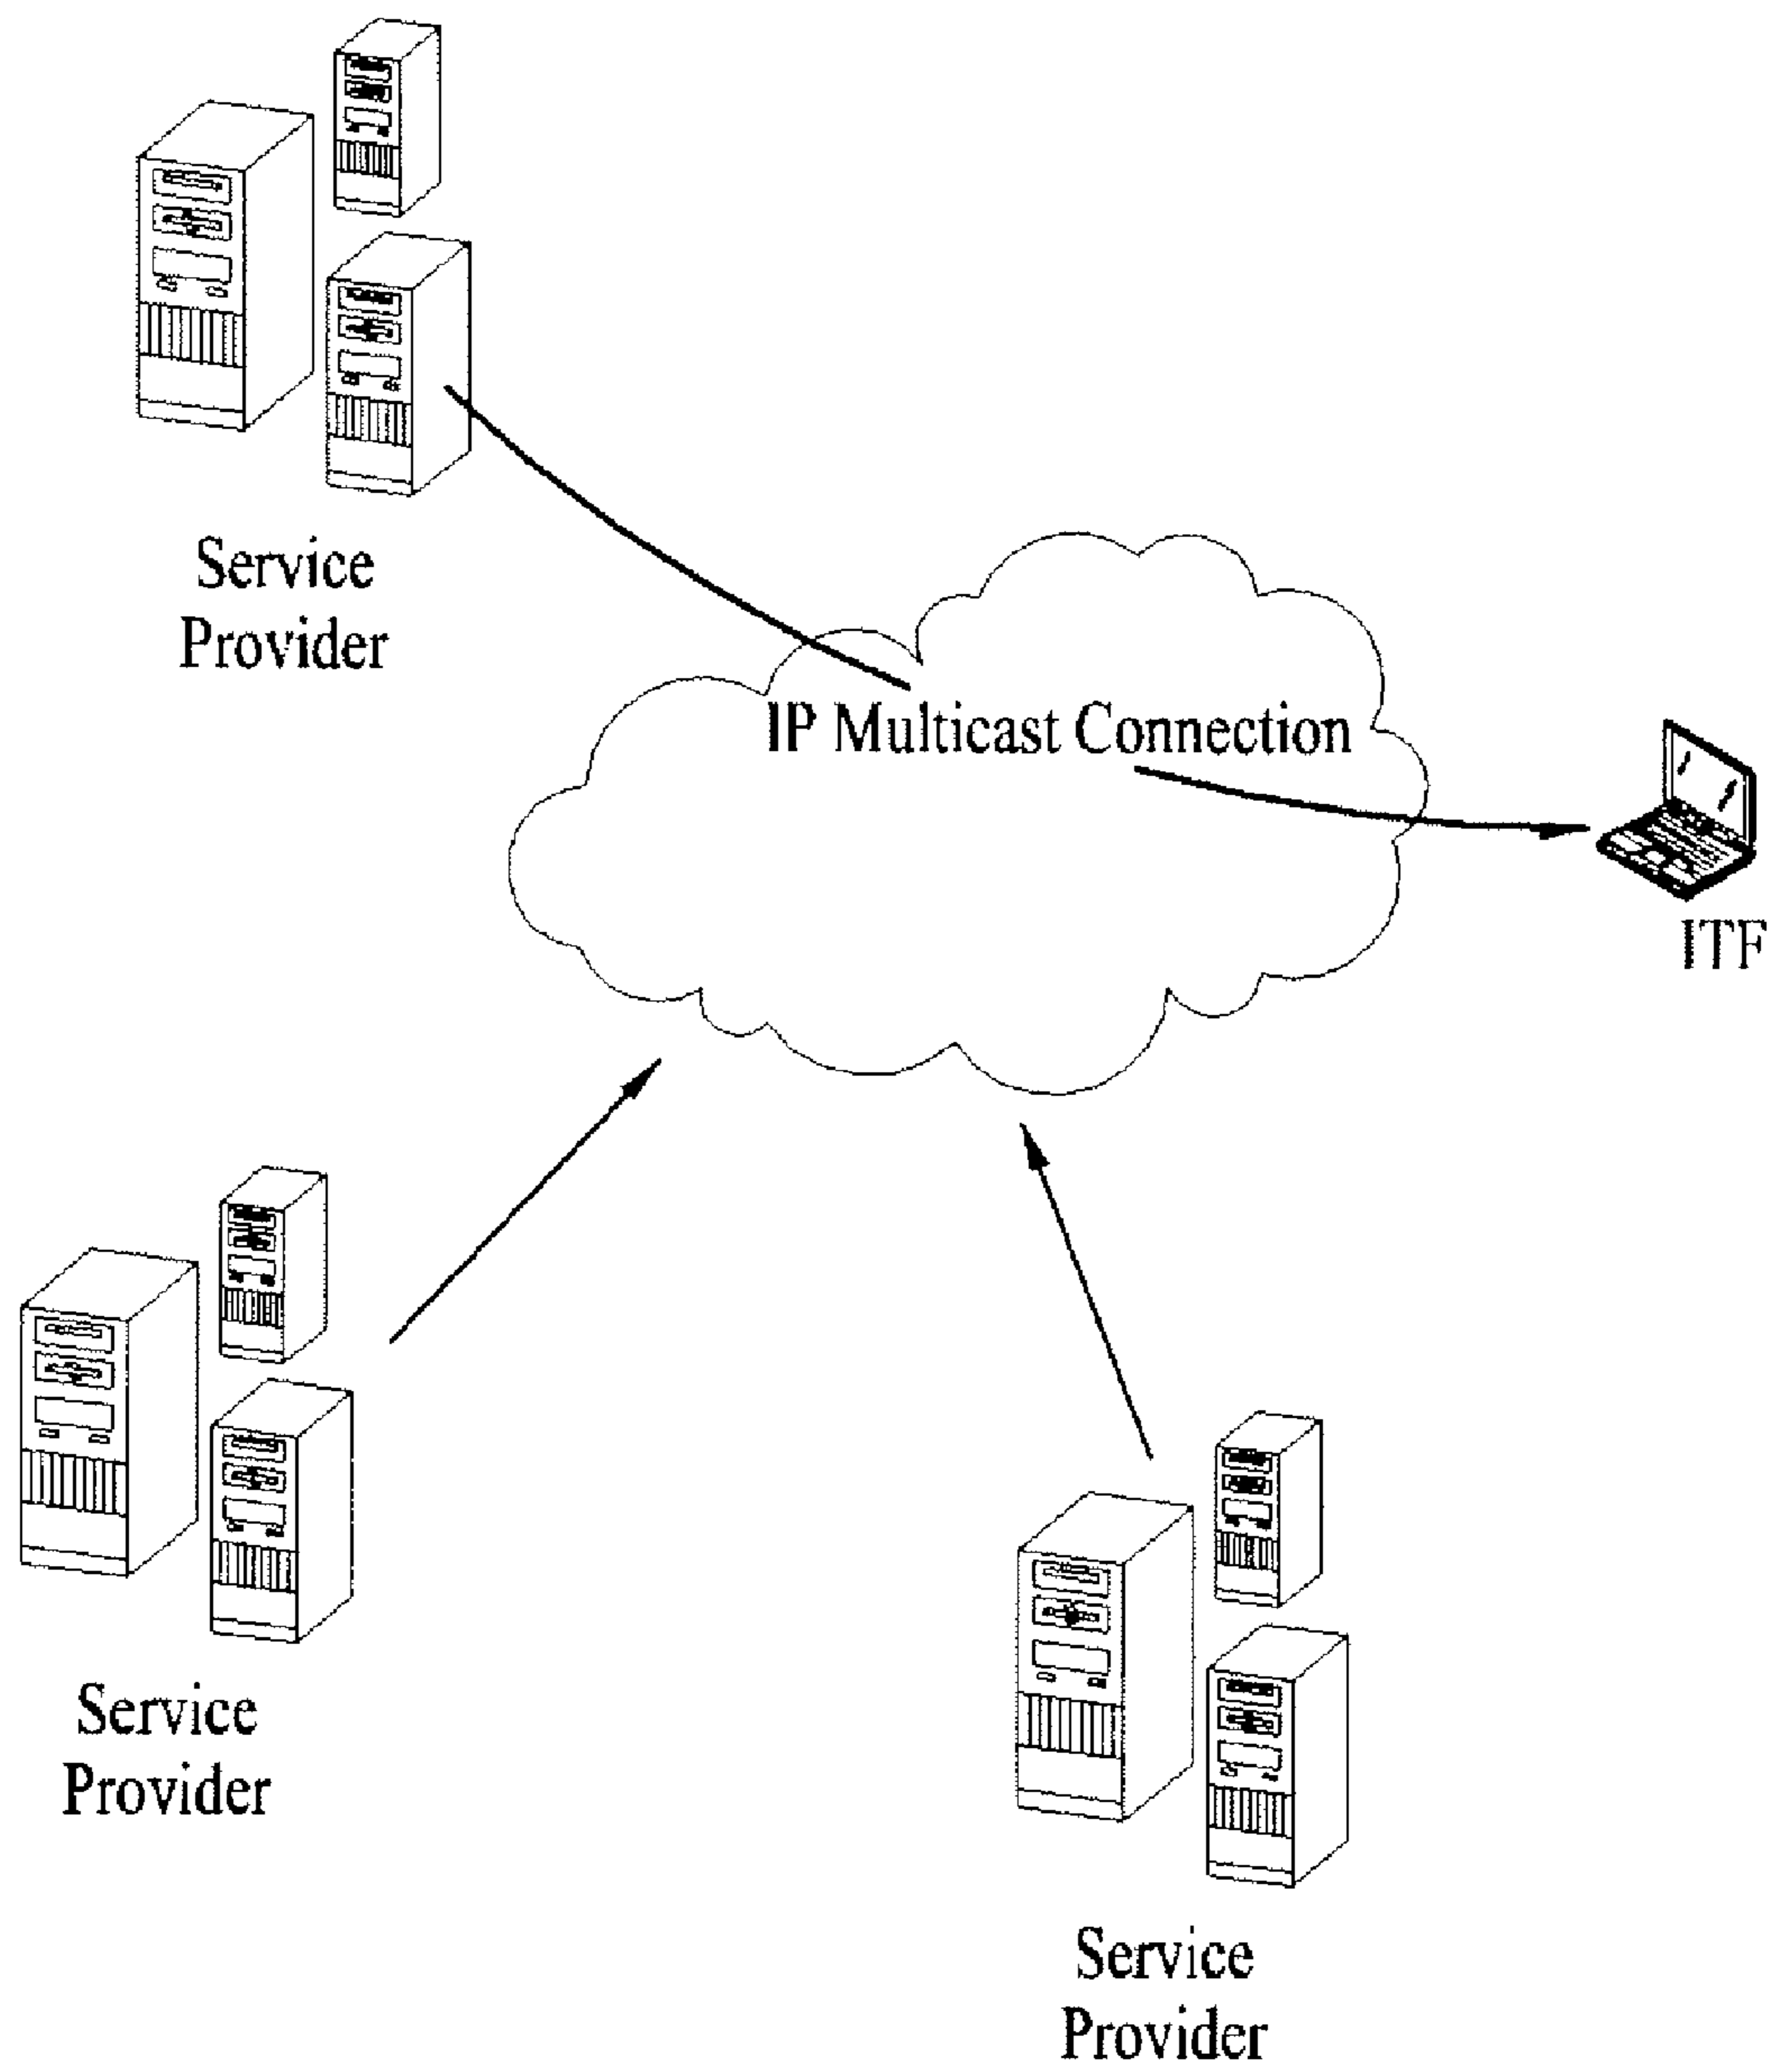 Service
Provider
IP Multicast Connection
ITF
Service
Provider
Service
Provider